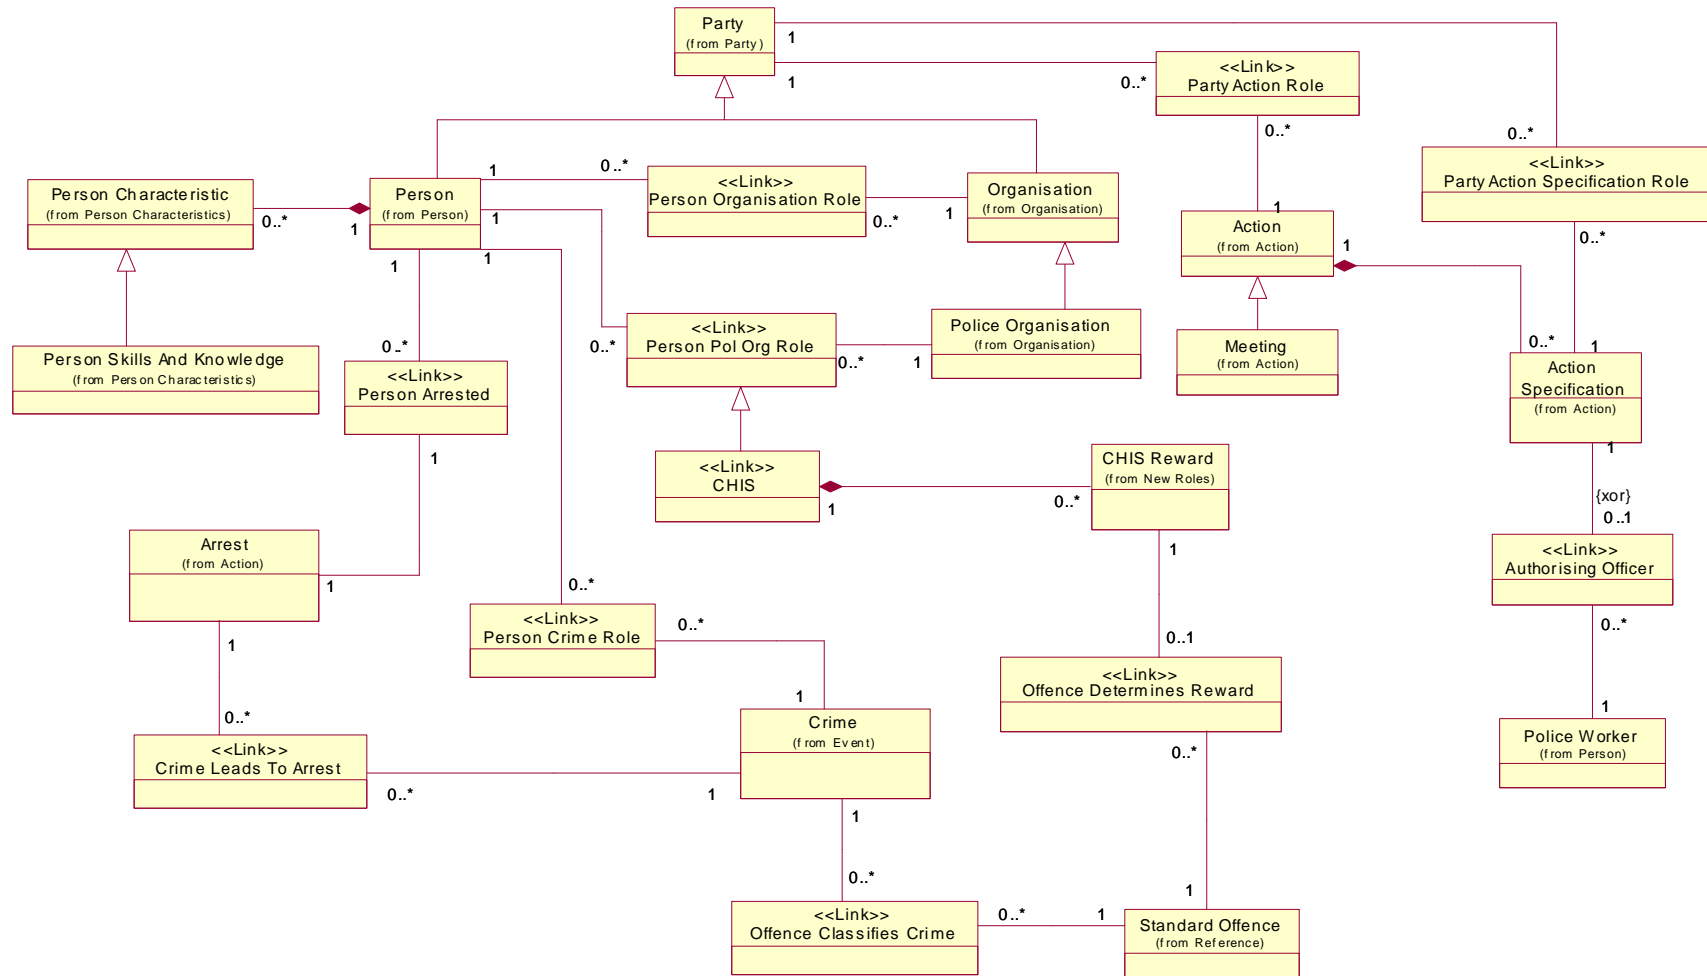 Party
(from Party)
1
1
0..*
<<Link>>
Party Action Role
0..*
0..*
<<Link>>
Party Action Specification Role
0..*
Person Characteristic
(from Person Characteristics)
0..*
1
Person
(from Person)
1
1
1
1
0..*
<<Link>>
Person Organisation Role
0..*
1
Organisation
(from Organisation)
1
Action
(from Action)
1
Person Skills And Knowledge
(from Person Characteristics)
0..*
<<Link>>
Person Arrested
1
0..*
<<Link>>
Person Pol Org Role
0..*
1
Police Organisation
(from Organisation)
Meeting
(from Action)
0..*
1
Action
Specification
(from Action)
1
<<Link>>
CHIS
1
0..*
CHIS Reward
(from New Roles)
1
{xor}
0..1
<<Link>>
Authorising Officer
0..*
1
Police Worker
(from Person)
Arrest
(from Action)
1
1
0..*
<<Link>>
Person Crime Role
0..*
1
0..1
<<Link>>
Offence Determines Reward
0..*
0..*
<<Link>>
Crime Leads To Arrest
0..*
1
Crime
(from Event)
1
0..*
<<Link>>
Offence Classifies Crime
0..*
1
1
Standard Offence
(from Reference)